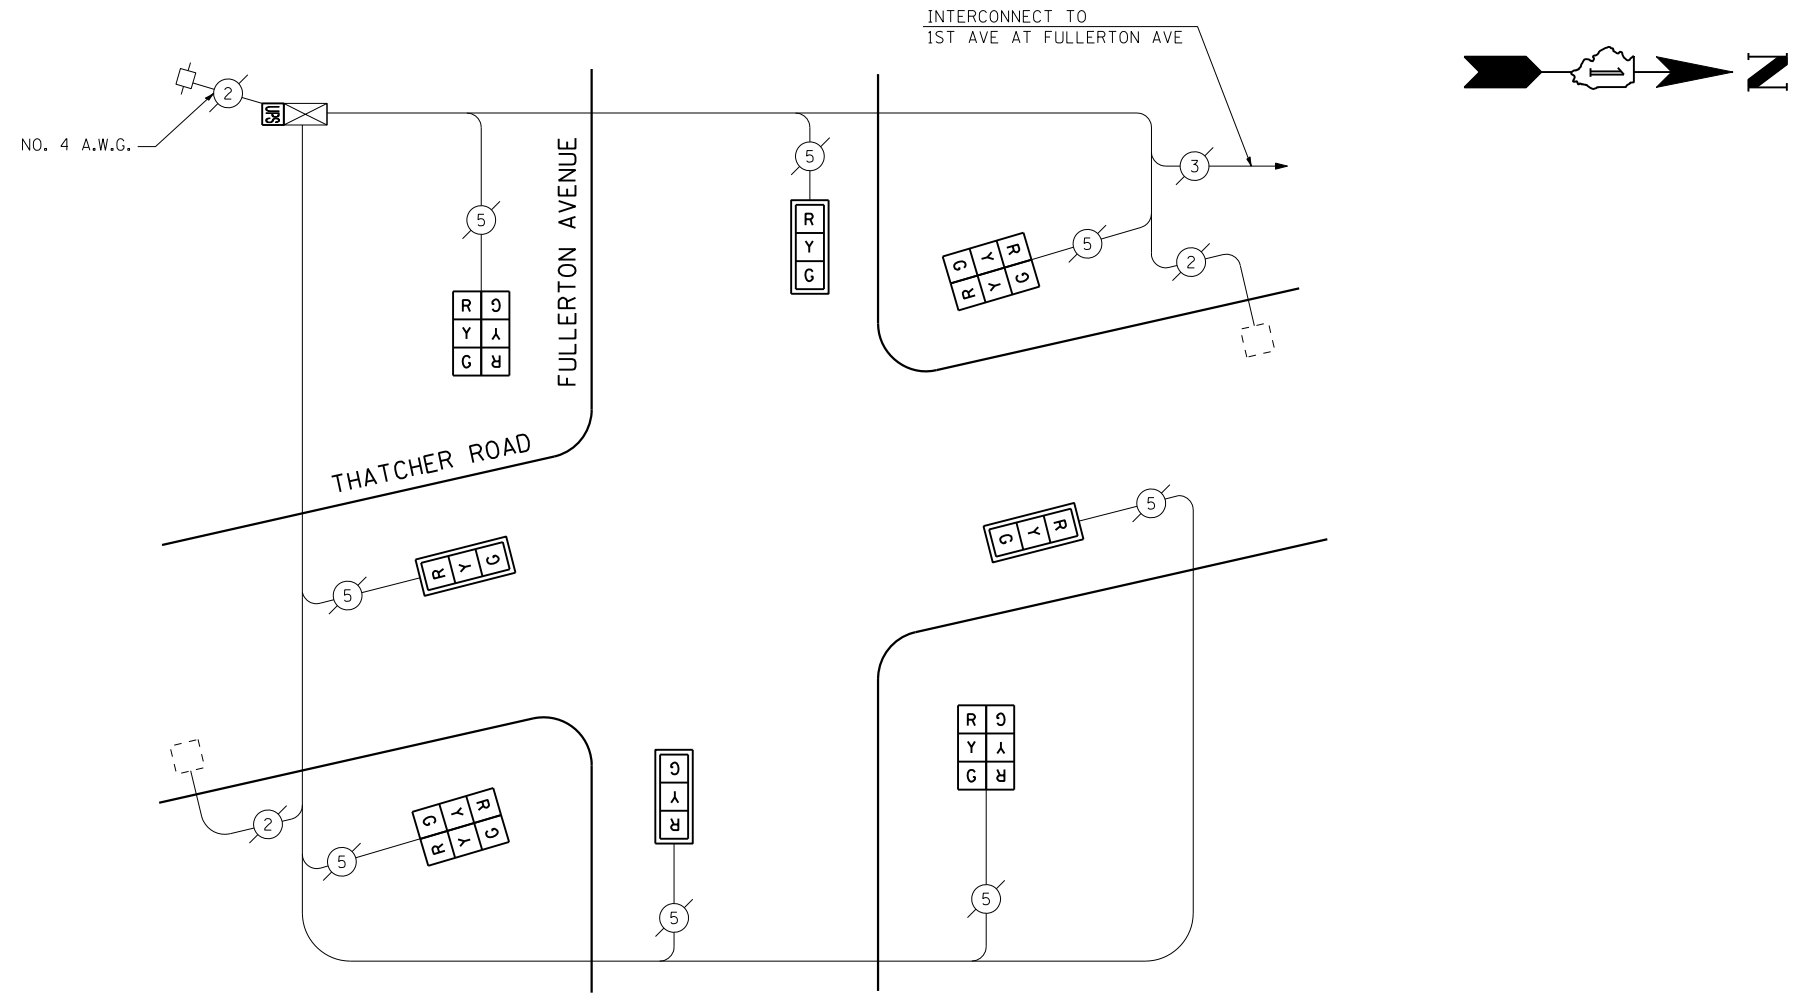 INTERCONNECT TO
1ST AVE AT FULLERTON AVE
1
N
2
UPS
NO. 4 A.W.G.
5
3
5
5
2
R
Y
G
R Y G
G Y R
R G
Y Y
G R
FULLERTON AVENUE
THATCHER ROAD
5
R Y G
5
G Y R
2
5
G Y R
R Y G
G
Y
R
5
R G
Y Y
G R
5